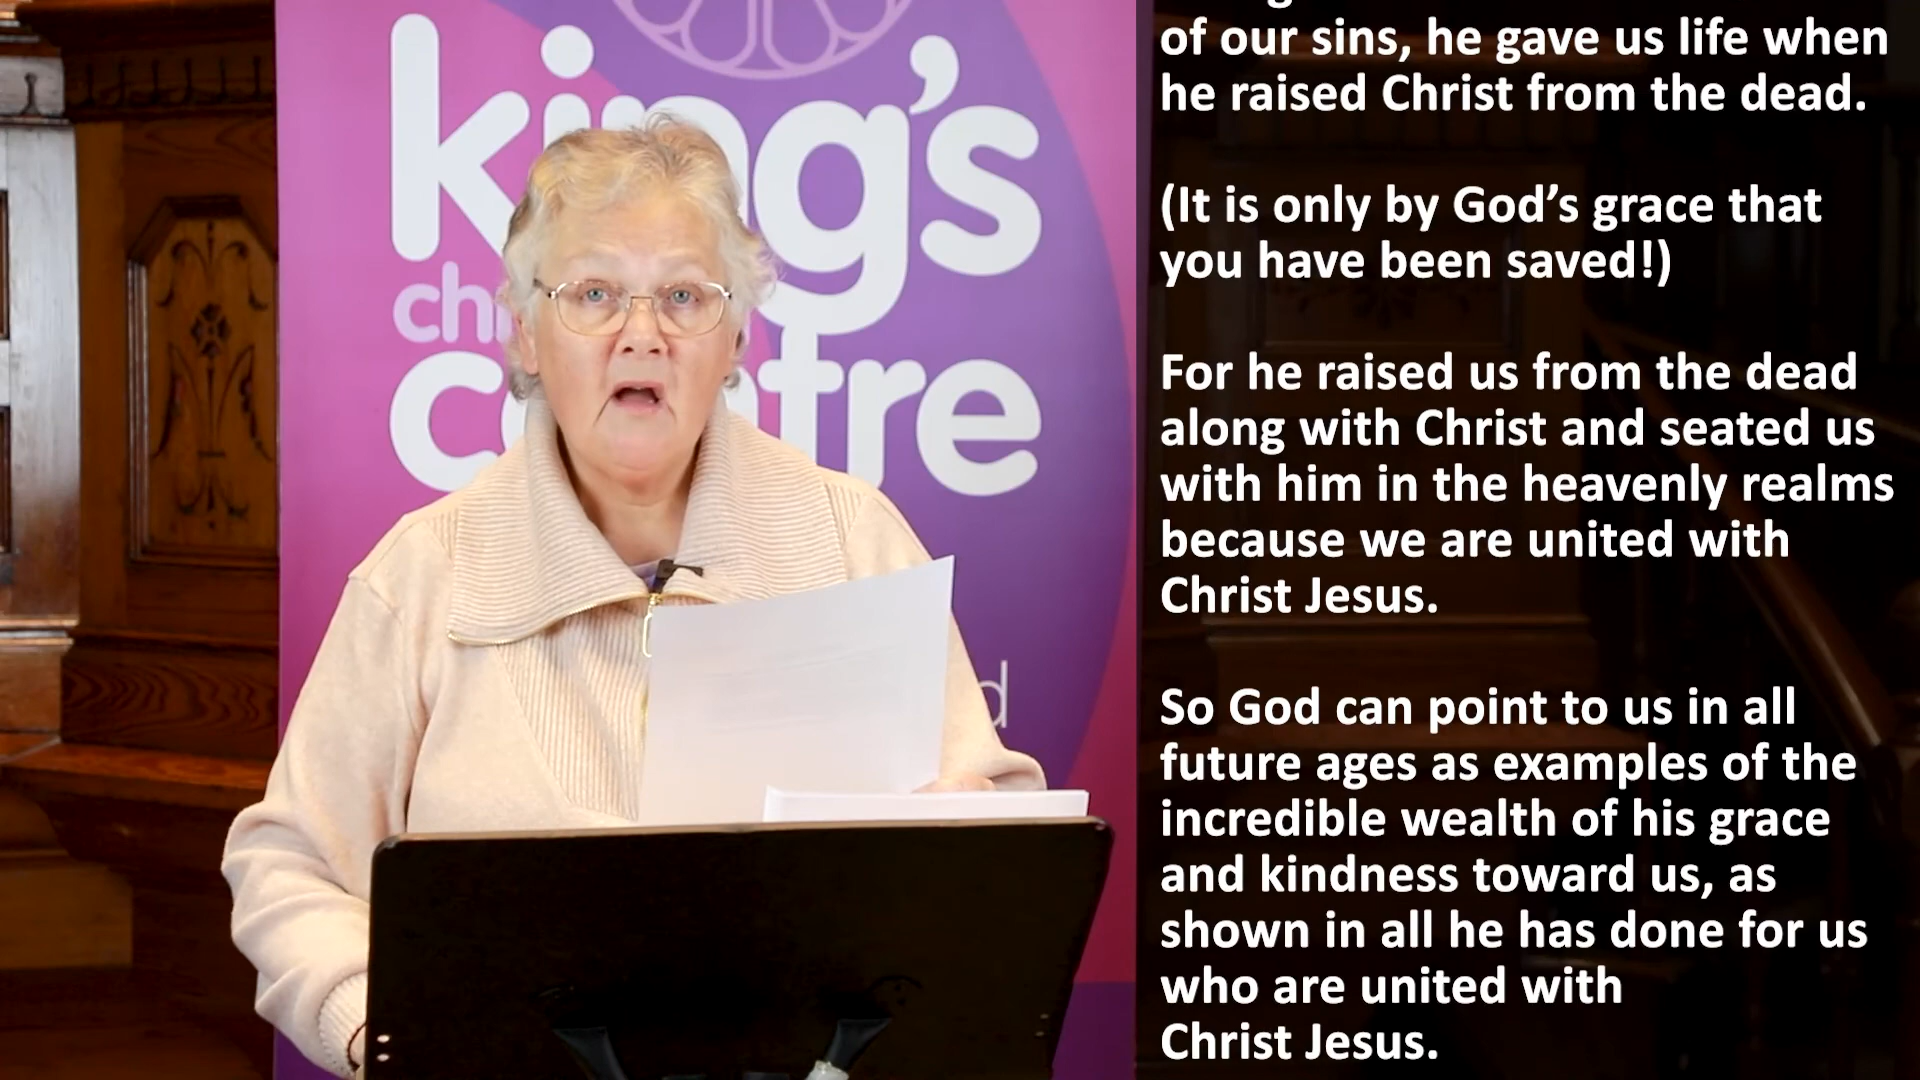 king's
chr
centre
d
of our sins, he gave us life when
he raised Christ from the dead.
(It is only by God’s grace that
you have been saved!)
For he raised us from the dead
along with Christ and seated us
with him in the heavenly realms
because we are united with
Christ Jesus.
So God can point to us in all
future ages as examples of the
incredible wealth of his grace
and kindness toward us, as
shown in all he has done for us
who are united with
Christ Jesus.